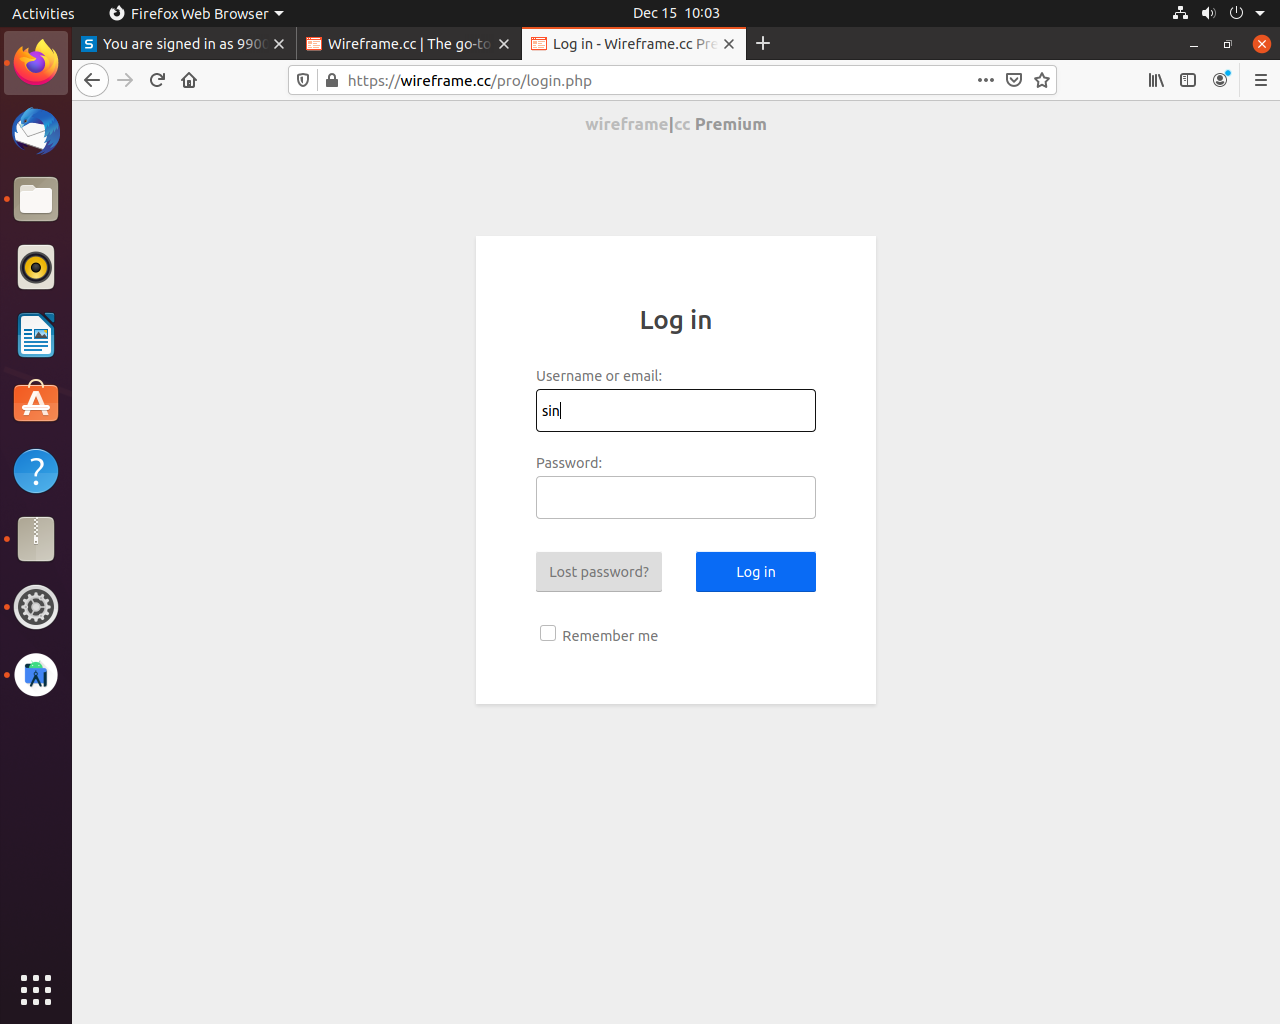 Activities
Firefox Web Browser
Dec 15 10:03
You are signed in as 990
Wireframe.cc | The go-to
Log in - Wireframe.cc Pre
https://wireframe.cc/pro/login.php
wireframe|cc Premium
Log in
Username or email:
sin
Password:
Lost password?
Log in
Remember me